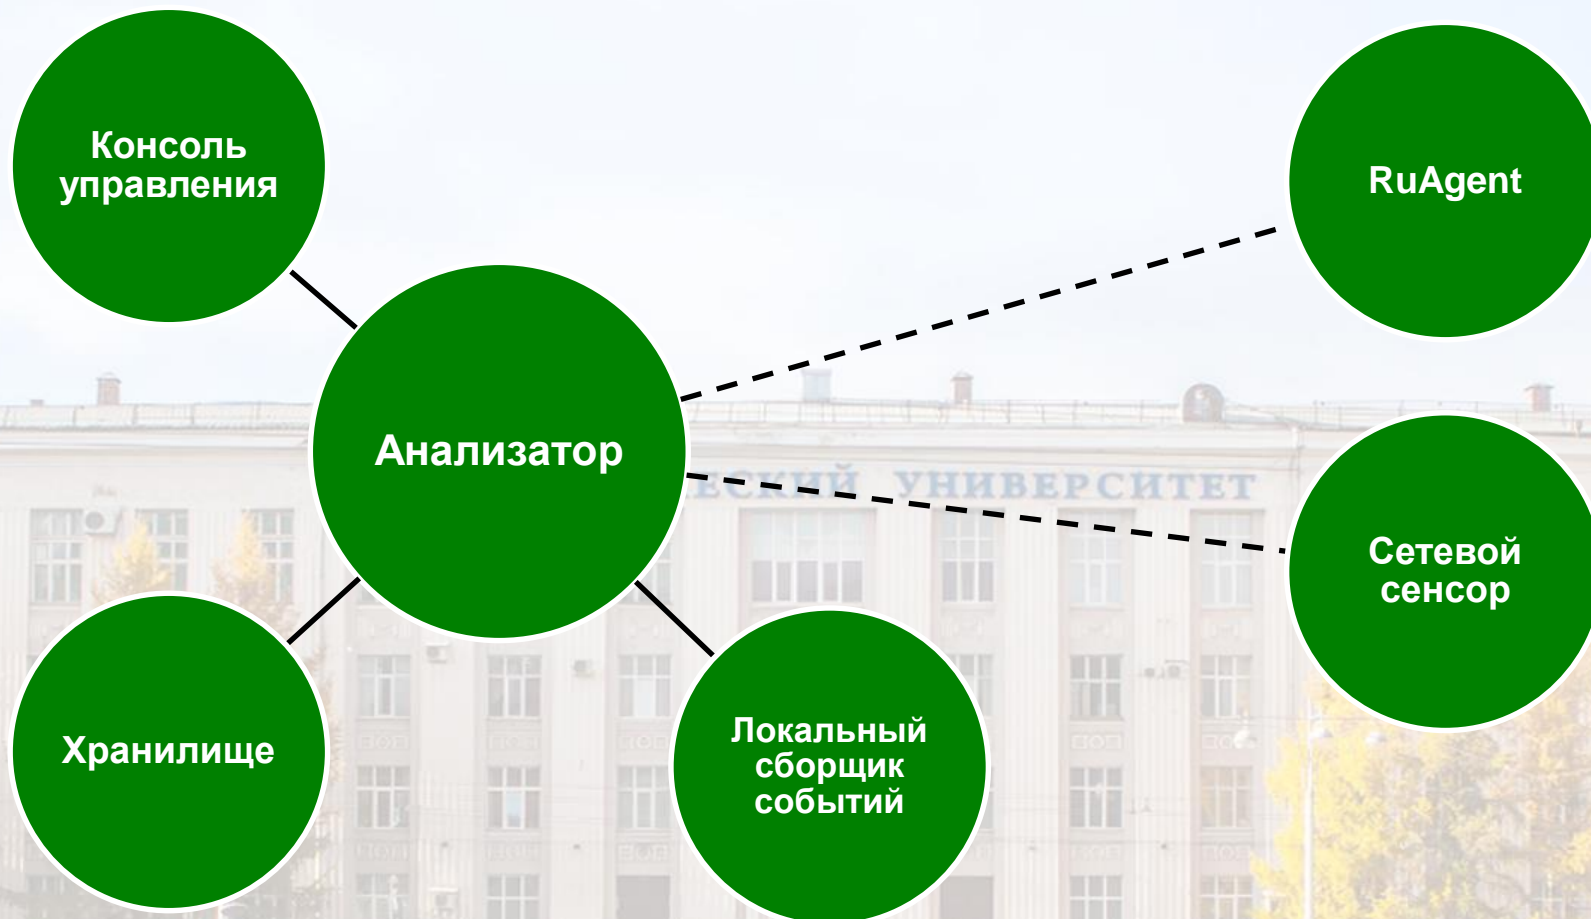 Консоль
управления
RuAgent
Анализатор
УНИВЕРСИТЕТ
Сетевой
сенсор
Хранилище
Локальный
сборщик
событий